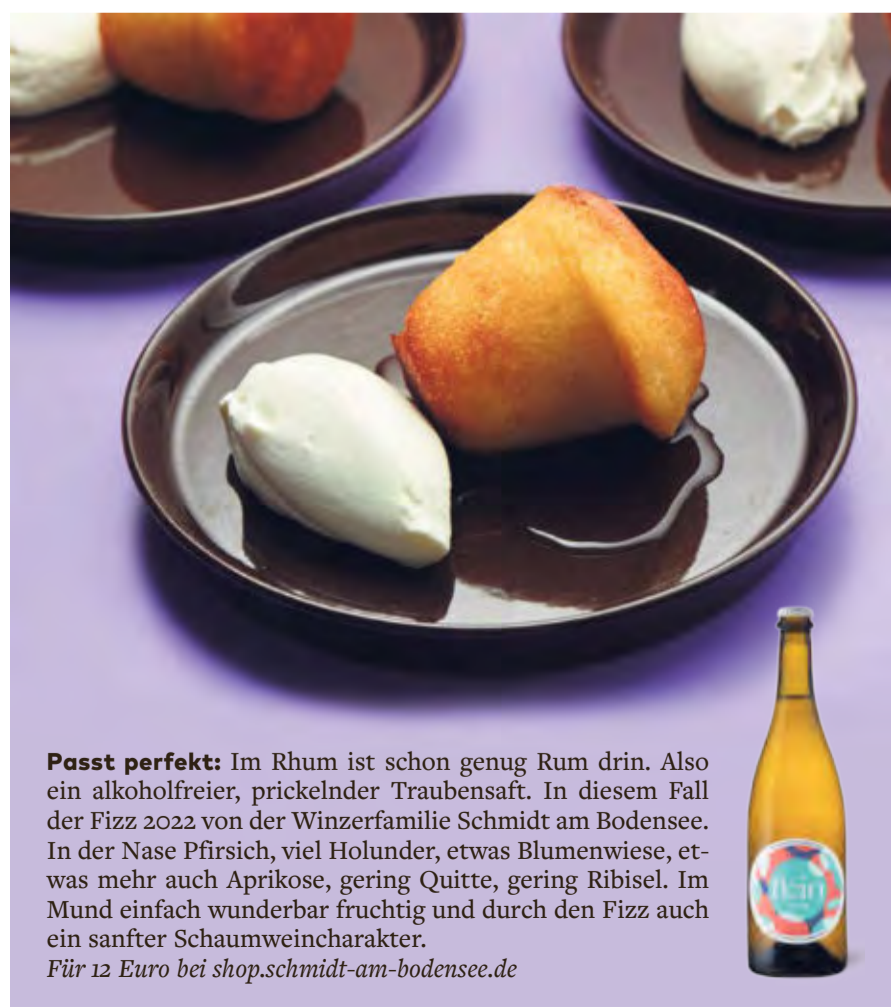 Passt perfekt: Im Rhum ist schon genug Rum drin. Also
ein alkoholfreier, prickelnder Traubensaft. In diesem Fall
der Fizz 2022 von der Winzerfamilie Schmidt am Bodensee.
In der Nase Pfirsich, viel Holunder, etwas Blumenwiese, et-
was mehr auch Aprikose, gering Quitte, gering Ribisel. Im
Mund einfach wunderbar fruchtig und durch den Fizz auch
ein sanfter Schaumweincharakter.
Für 12 Euro bei shop.schmidt-am-bodensee.de